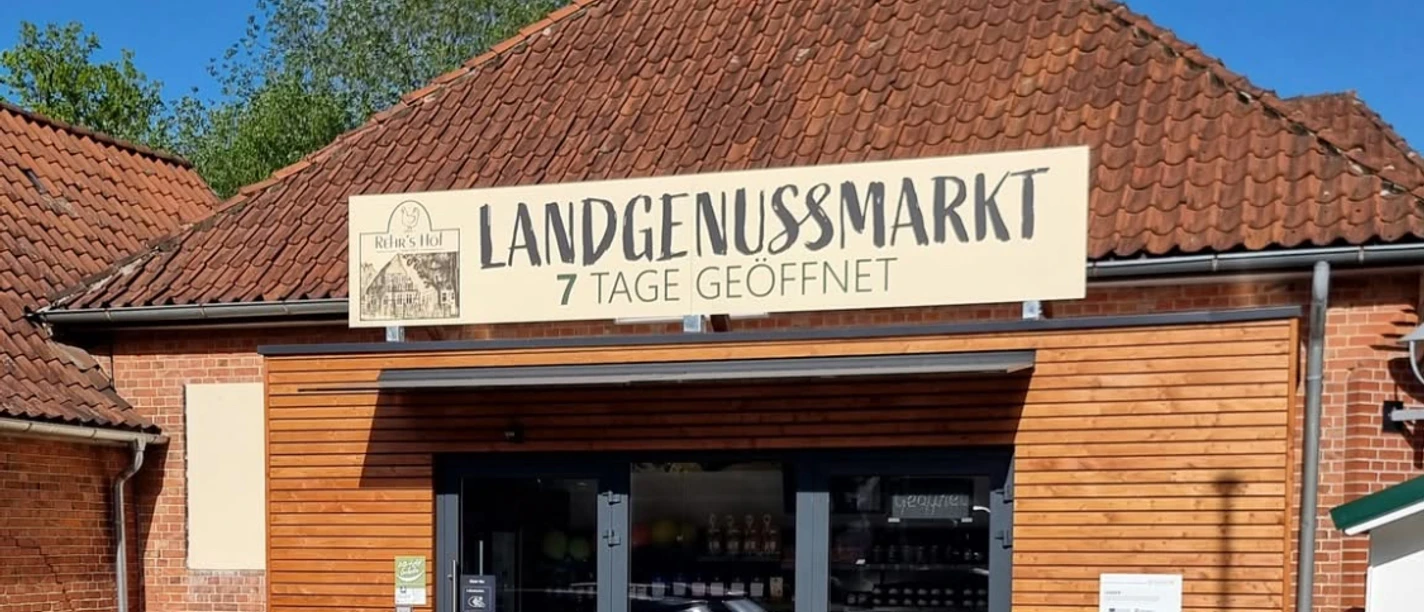 REHR'S HOF
LANDGENUSSMARKT
7 TAGE GEÖFFNET